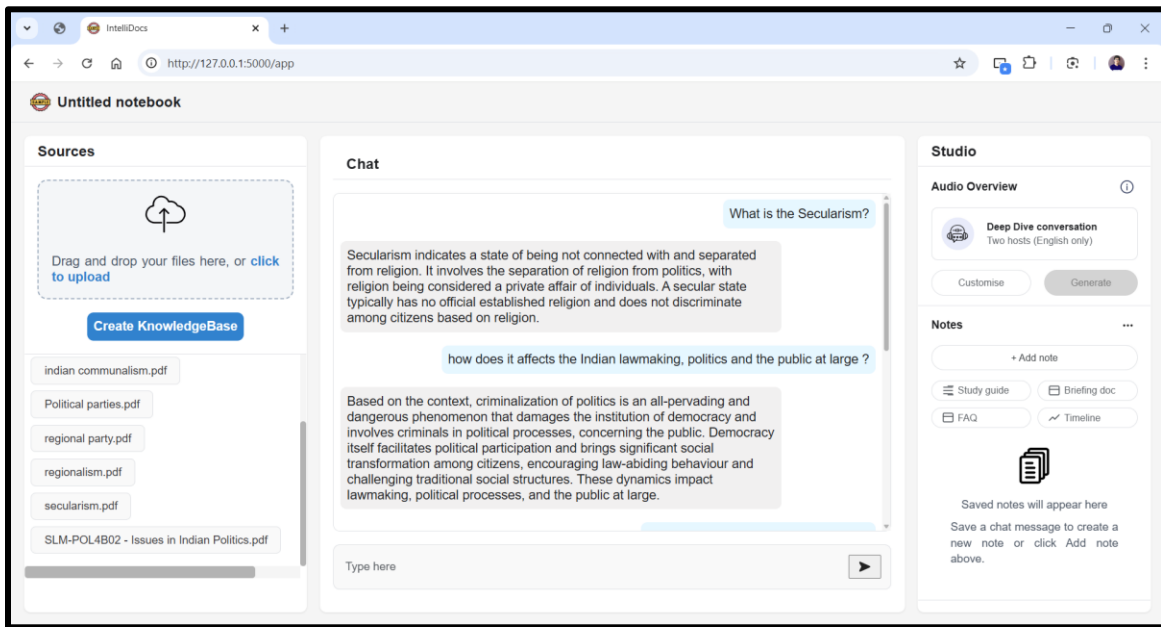 IntelliDocs
http://127.0.0.1:5000/app
Untitled notebook
Sources
Drag and drop your files here, or click
to upload
Create KnowledgeBase
indian communalism.pdf
Political parties.pdf
regional party.pdf
regionalism.pdf
secularism.pdf
SLM-POL4B02 - Issues in Indian Politics.pdf
Chat
What is the Secularism?
Secularism indicates a state of being not connected with and separated
from religion. It involves the separation of religion from politics, with
religion being considered a private affair of individuals. A secular state
typically has no official established religion and does not discriminate
among citizens based on religion.
how does it affects the Indian lawmaking, politics and the public at large ?
Based on the context, criminalization of politics is an all-pervading and
dangerous phenomenon that damages the institution of democracy and
involves criminals in political processes, concerning the public. Democracy
itself facilitates political participation and brings significant social
transformation among citizens, encouraging law-abiding behaviour and
challenging traditional social structures. These dynamics impact
lawmaking, political processes, and the public at large.
Type here
Studio
Audio Overview
Deep Dive conversation
Two hosts (English only)
Customise
Generate
Notes
+ Add note
Study guide
Briefing doc
FAQ
Timeline
Saved notes will appear here
Save a chat message to create a
new note or click Add note
above.